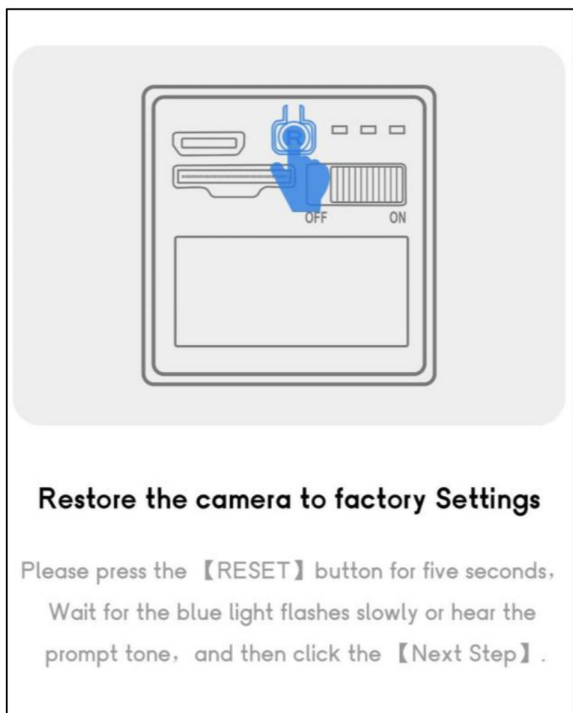 R
OFF ON
Restore the camera to factory Settings
Please press the 【RESET】 button for five seconds,
Wait for the blue light flashes slowly or hear the
prompt tone, and then click the 【Next Step】.